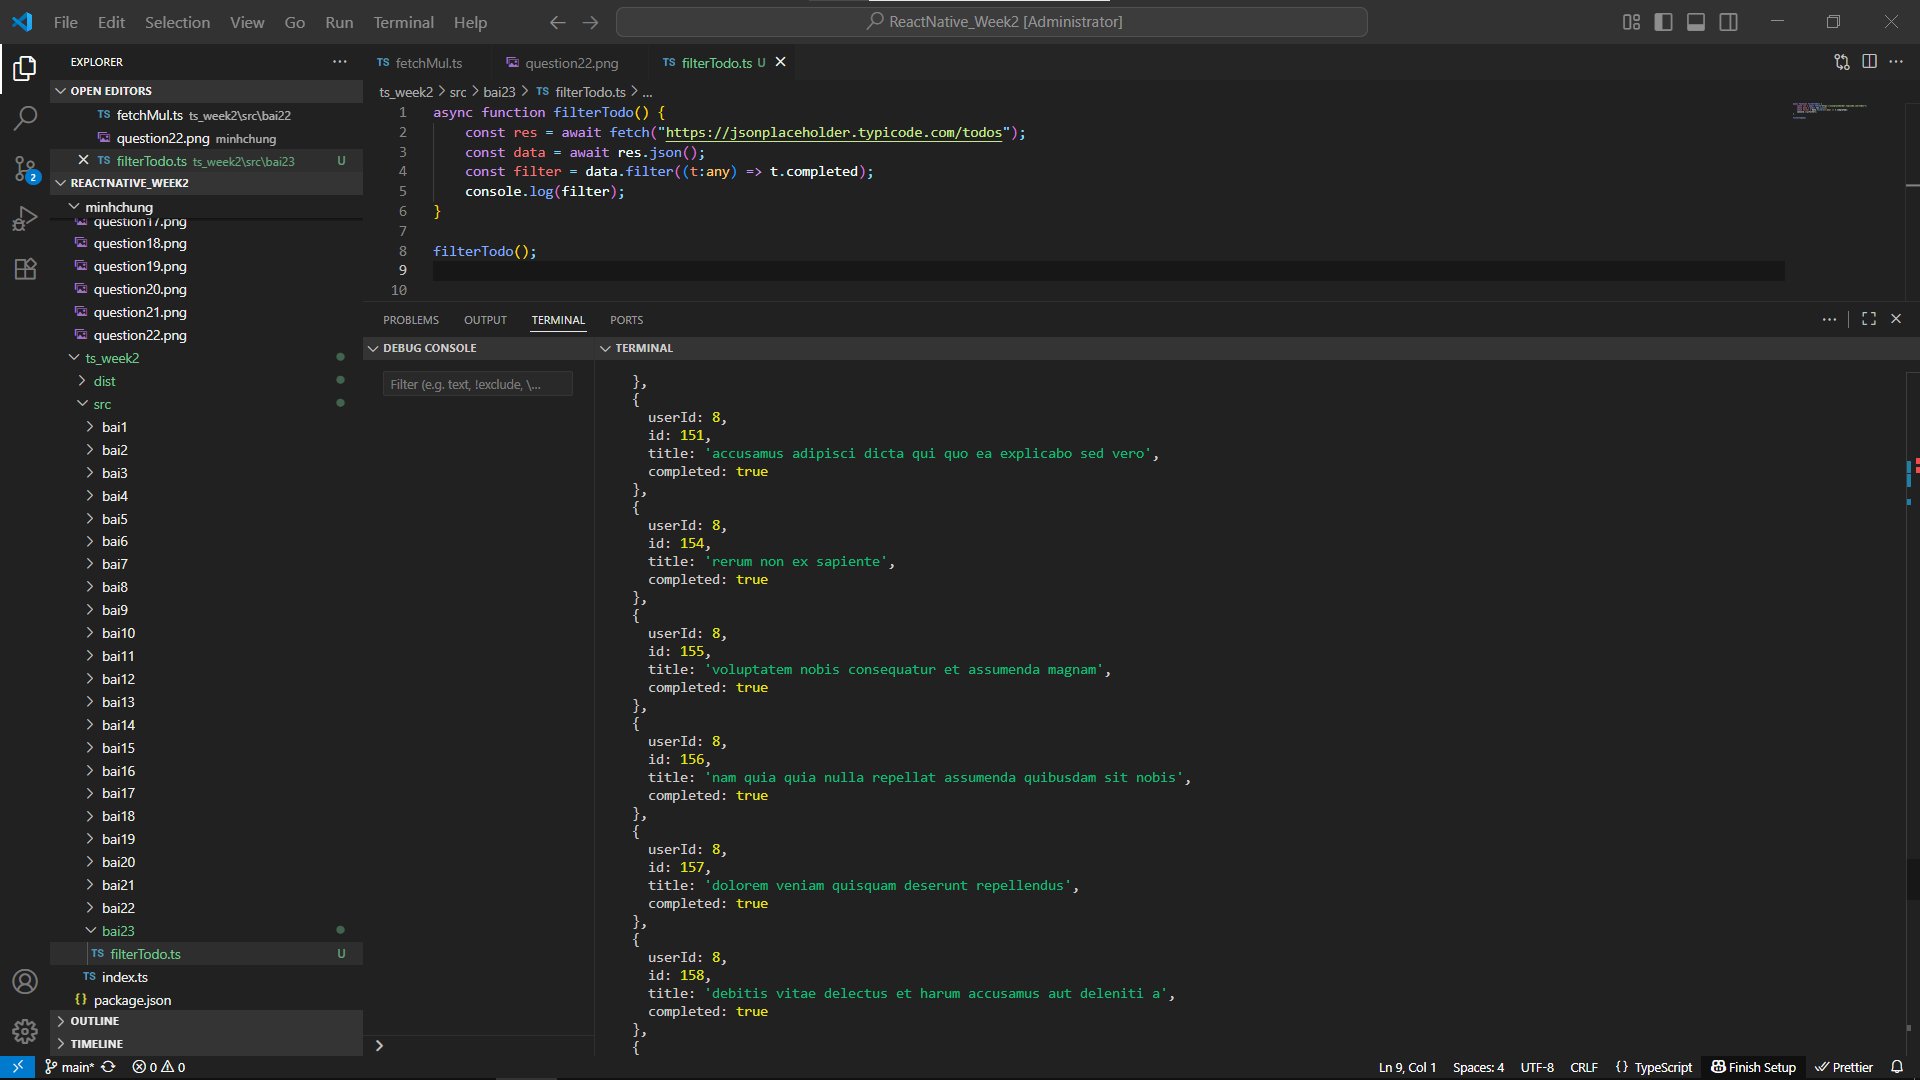 File Edit Selection View Go Run Terminal Help
ReactNative_Week2 [Administrator]
EXPLORER
OPEN EDITORS
TS fetchMul.ts ts_week2\src\bai22
question22.png minhchung
TS filterTodo.ts ts_week2\src\bai23 U
REACTNATIVE_WEEK2
minhchung
question17.png
question18.png
question19.png
question20.png
question21.png
question22.png
ts_week2
dist
src
bai1
bai2
bai3
bai4
bai5
bai6
bai7
bai8
bai9
bai10
bai11
bai12
bai13
bai14
bai15
bai16
bai17
bai18
bai19
bai20
bai21
bai22
bai23
TS filterTodo.ts U
TS index.ts
{} package.json
OUTLINE
TIMELINE
TS fetchMul.ts question22.png TS filterTodo.ts U
ts_week2 > src > bai23 > TS filterTodo.ts > ...
1 async function filterTodo() {
2 const res = await fetch("https://jsonplaceholder.typicode.com/todos");
3 const data = await res.json();
4 const filter = data.filter((t:any) => t.completed);
5 console.log(filter);
6 }
7
8 filterTodo();
9
10
PROBLEMS OUTPUT TERMINAL PORTS
DEBUG CONSOLE
Filter (e.g. text, !exclude, \...
TERMINAL
},
{
userId: 8,
id: 151,
title: 'accusamus adipisci dicta qui quo ea explicabo sed vero',
completed: true
},
{
userId: 8,
id: 154,
title: 'rerum non ex sapiente',
completed: true
},
{
userId: 8,
id: 155,
title: 'voluptatem nobis consequatur et assumenda magnam',
completed: true
},
{
userId: 8,
id: 156,
title: 'nam quia quia nulla repellat assumenda quibusdam sit nobis',
completed: true
},
{
userId: 8,
id: 157,
title: 'dolorem veniam quisquam deserunt repellendus',
completed: true
},
{
userId: 8,
id: 158,
title: 'debitis vitae delectus et harum accusamus aut deleniti a',
completed: true
},
{
2
main* 0 0
Ln 9, Col 1 Spaces: 4 UTF-8 CRLF {} TypeScript Finish Setup Prettier